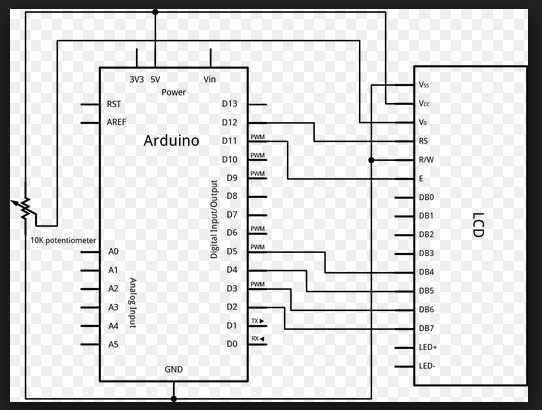 3V3 5V Vin
Power
Arduino
RST
AREF
10K potentiometer
A0
A1
A2
A3
A4
A5
Analog Input
Digital Input/Output
D13
D12
D11 PWM
D10 PWM
D9 PWM
D8
D7
D6 PWM
D5 PWM
D4
D3 PWM
D2
D1 TX ▶
D0 RX ◀
GND
Vss
Vcc
V₀
RS
R/W
E
DB0
DB1
DB2
DB3
DB4
DB5
DB6
DB7
LED+
LED-
LCD